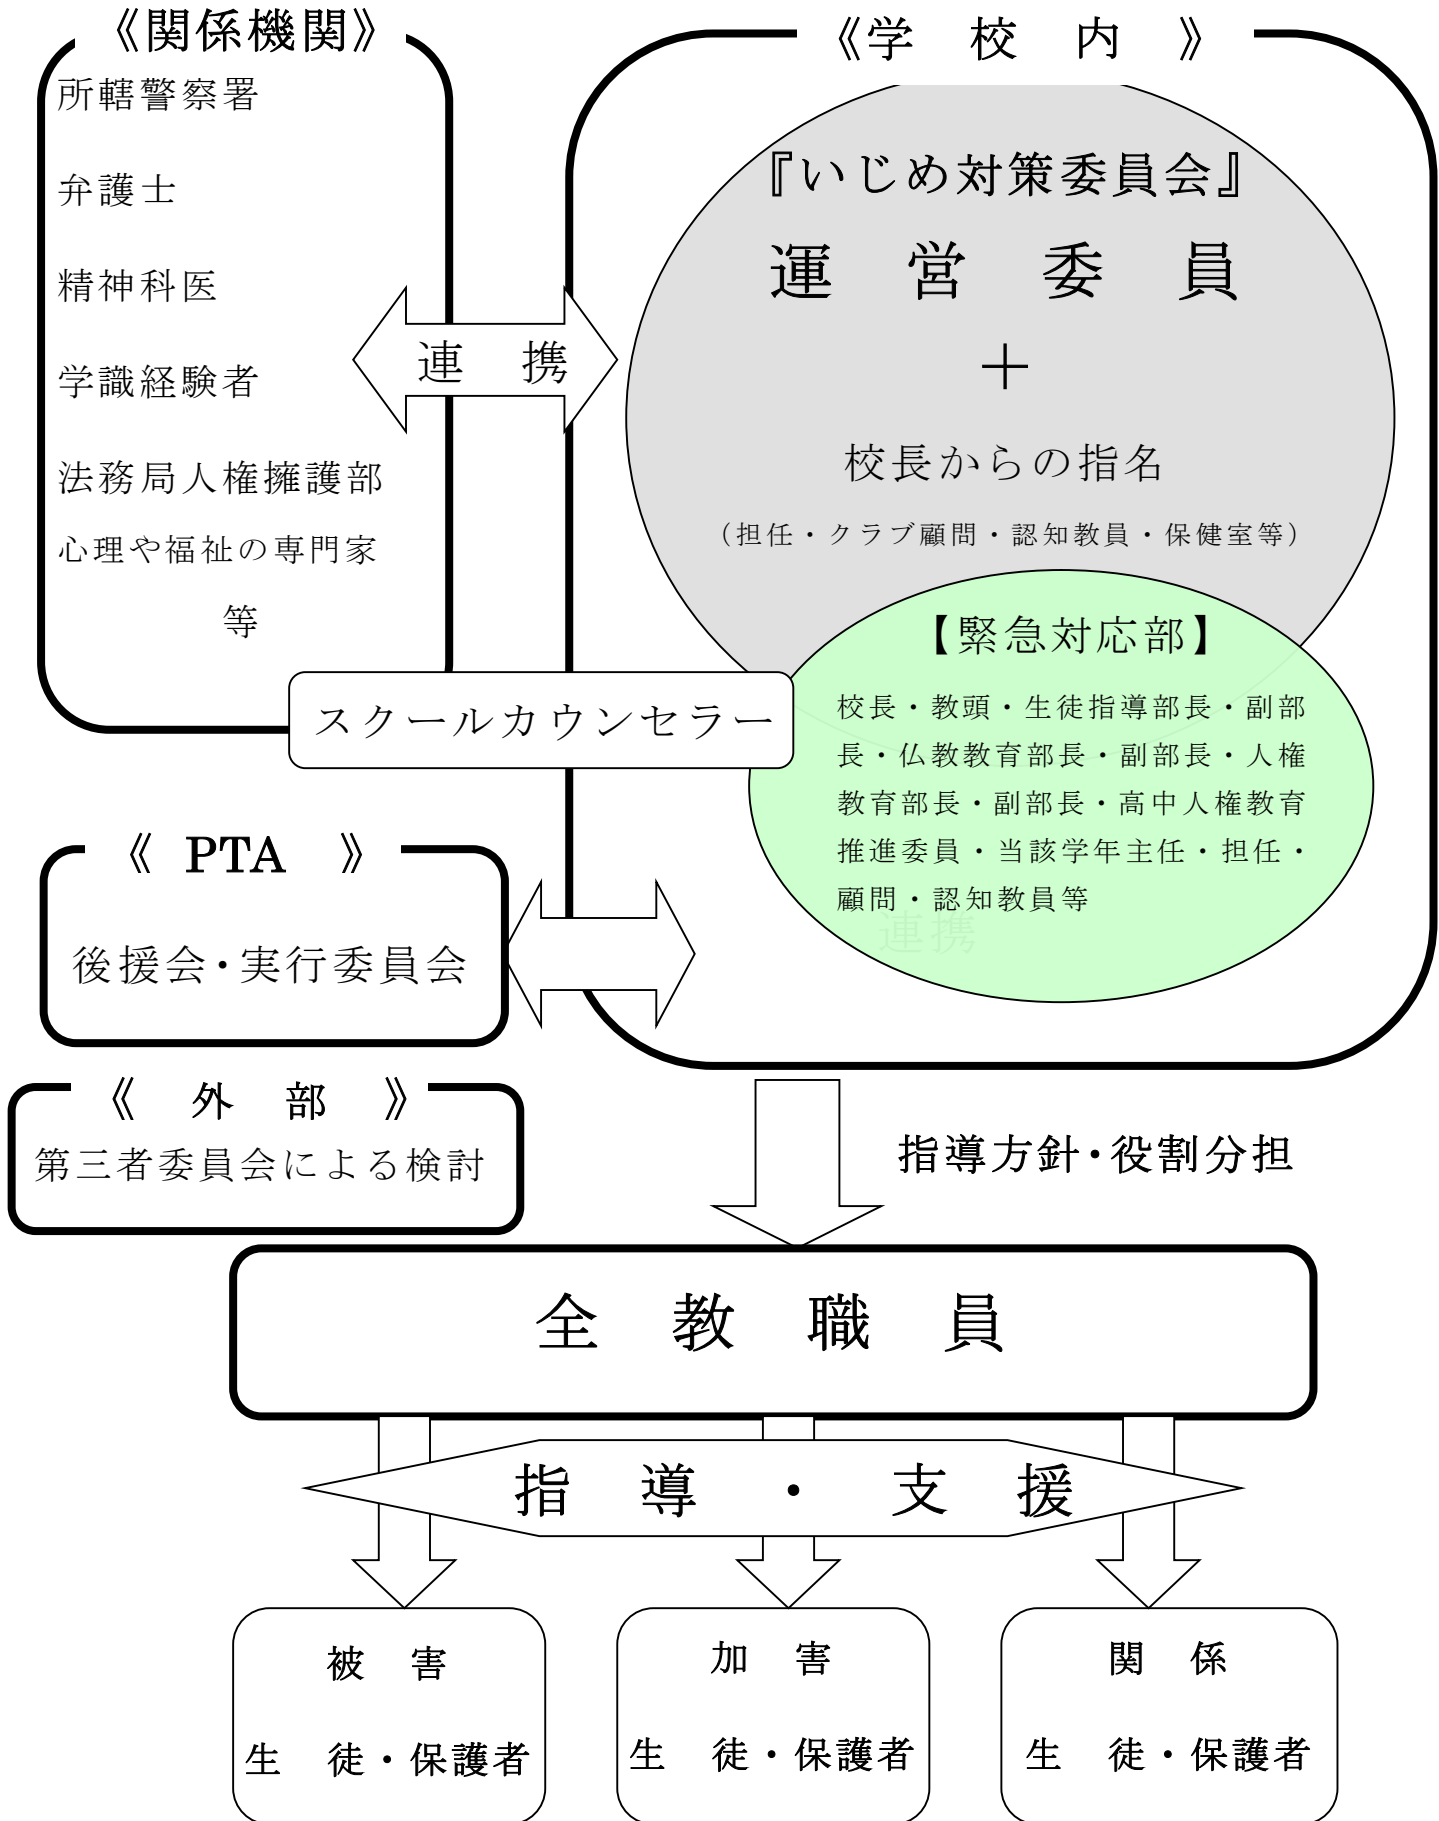 《関係機関》
所轄警察署
弁護士
精神科医
学識経験者
法務局人権擁護部
心理や福祉の専門家
等
連　携
《学　校　内　》
『いじめ対策委員会』
運　営　委　員
＋
校長からの指名
（担任・クラブ顧問・認知教員・保健室等）
【緊急対応部】
校長・教頭・生徒指導部長・副部
長・仏教教育部長・副部長・人権
教育部長・副部長・高中人権教育
推進委員・当該学年主任・担任・
顧問・認知教員等
連携
スクールカウンセラー
《　PTA　》
後援会・実行委員会
《　外　部　》
第三者委員会による検討
指導方針・役割分担
全　教　職　員
指　導　・　支　援
被　害
生　徒・保護者
加　害
生　徒・保護者
関　係
生　徒・保護者